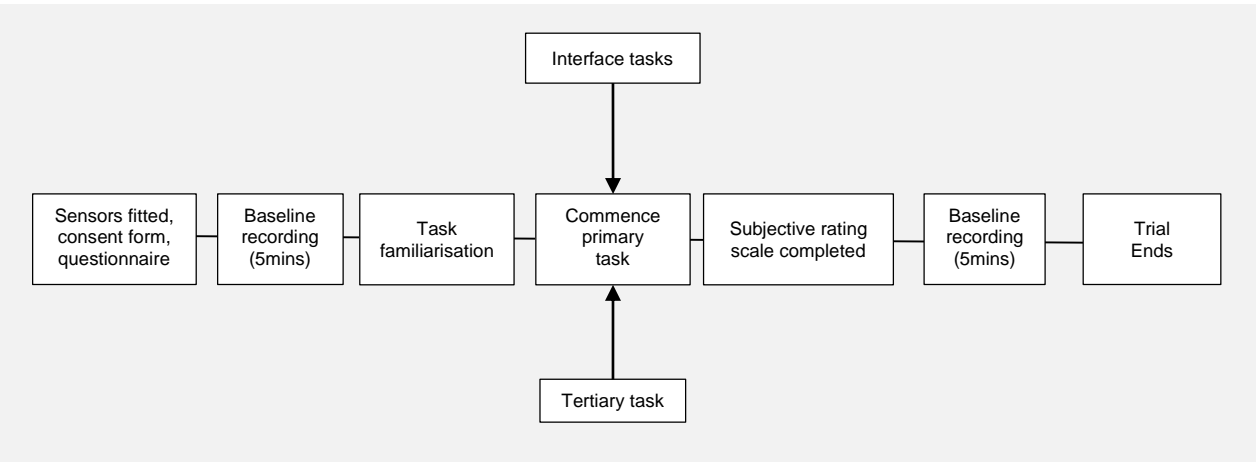 Interface tasks
Sensors fitted,
consent form,
questionnaire
Baseline
recording
(5mins)
Task
familiarisation
Commence
primary
task
Subjective rating
scale completed
Baseline
recording
(5mins)
Trial
Ends
Tertiary task